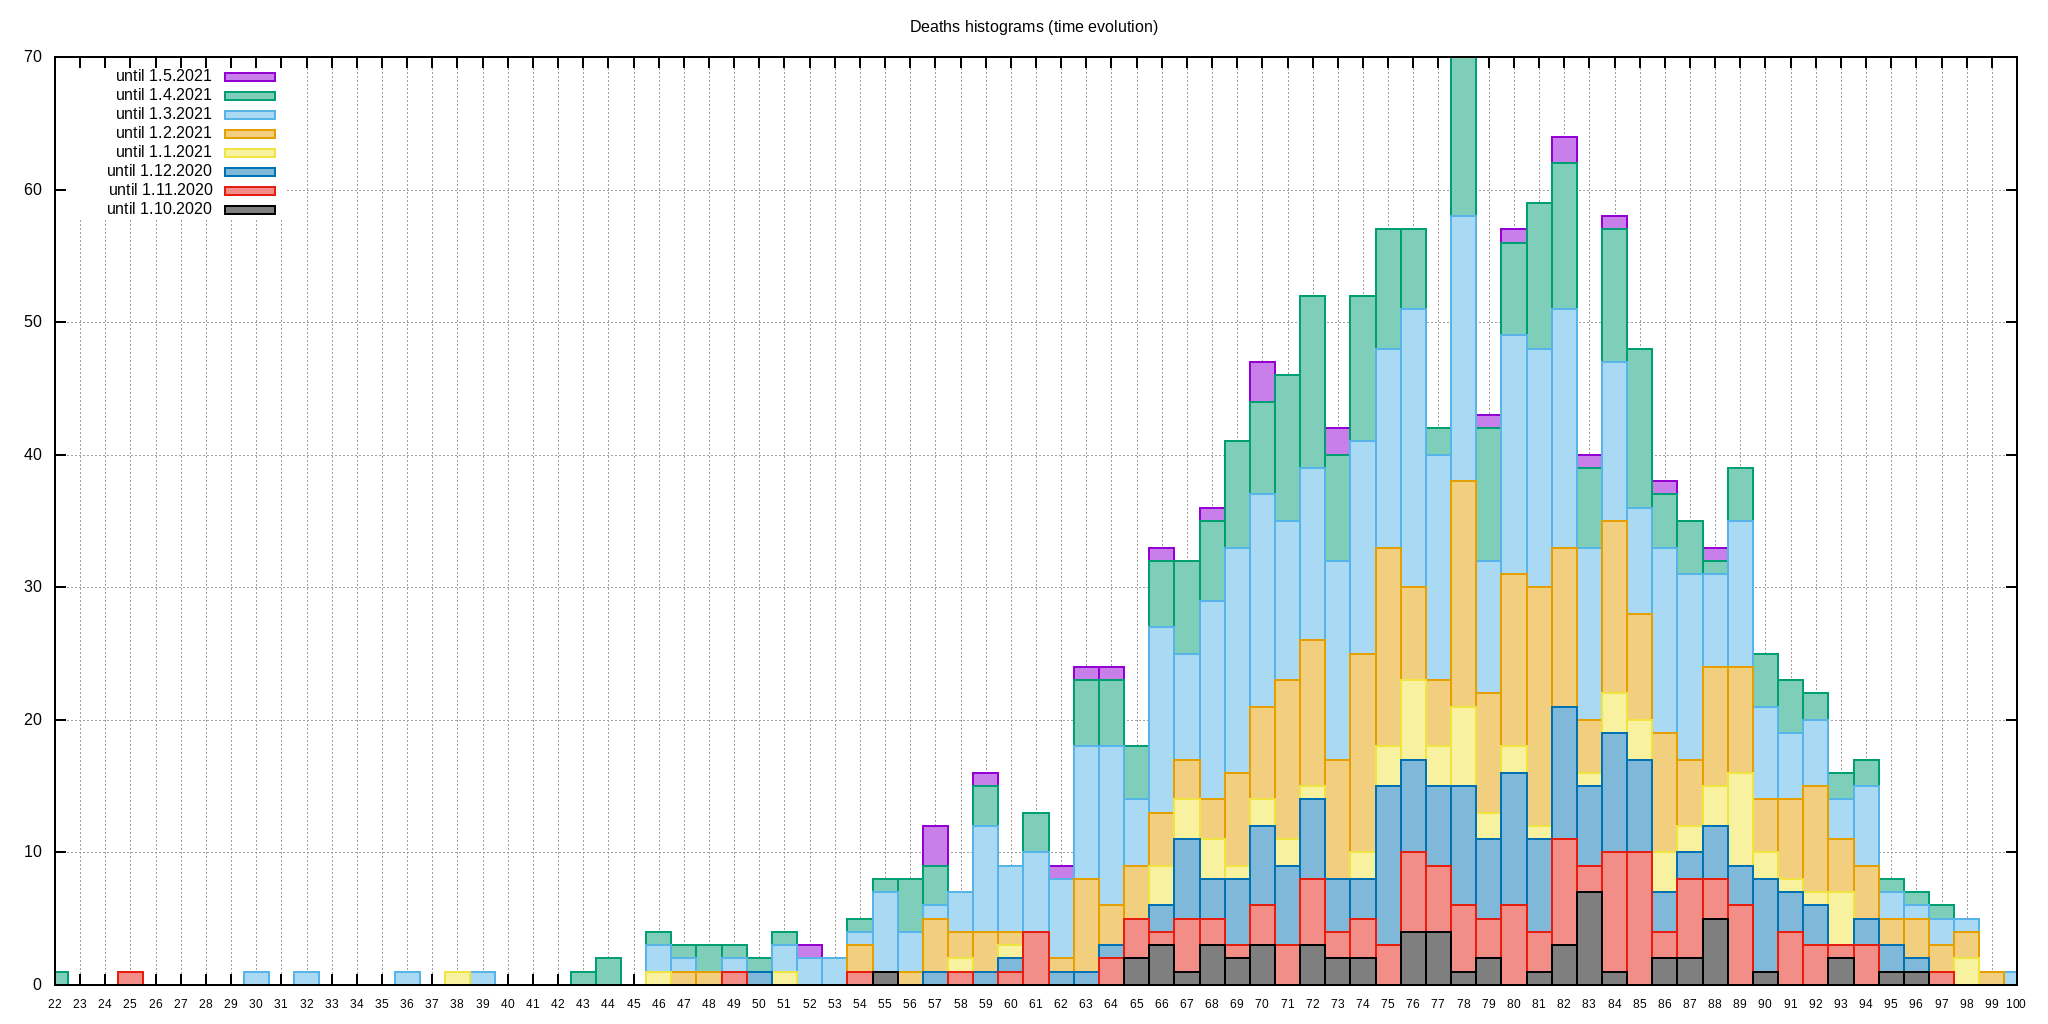 Deaths histograms (time evolution)
70
60
50
40
30
20
10
0
until 1.5.2021
until 1.4.2021
until 1.3.2021
until 1.2.2021
until 1.1.2021
until 1.12.2020
until 1.11.2020
until 1.10.2020
22 23 24 25 26 27 28 29 30 31 32 33 34 35 36 37 38 39 40 41 42 43 44 45 46 47 48 49 50 51 52 53 54 55 56 57 58 59 60 61 62 63 64 65 66 67 68 69 70 71 72 73 74 75 76 77 78 79 80 81 82 83 84 85 86 87 88 89 90 91 92 93 94 95 96 97 98 99 100